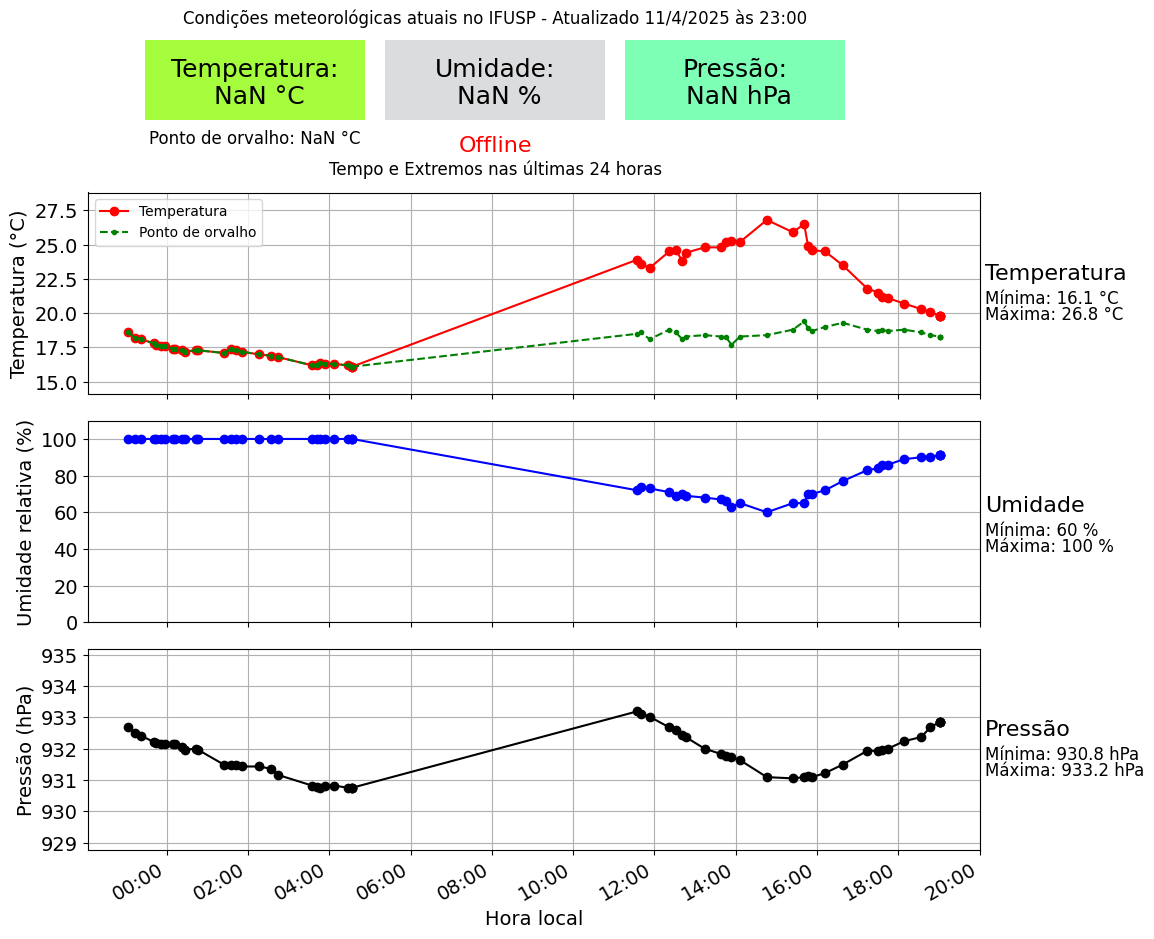 Condições meteorológicas atuais no IFUSP - Atualizado 11/4/2025 às 23:00
Temperatura:
NaN °C
Umidade:
NaN %
Pressão:
NaN hPa
Ponto de orvalho: NaN °C
Offline
Tempo e Extremos nas últimas 24 horas
Temperatura (°C)
27.5
25.0
22.5
20.0
17.5
15.0
Temperatura
Ponto de orvalho
Temperatura
Mínima: 16.1 °C
Máxima: 26.8 °C
Umidade relativa (%)
100
80
60
40
20
0
Umidade
Mínima: 60 %
Máxima: 100 %
Pressão (hPa)
935
934
933
932
931
930
929
Pressão
Mínima: 930.8 hPa
Máxima: 933.2 hPa
00:00
02:00
04:00
06:00
08:00
10:00
12:00
14:00
16:00
18:00
20:00
Hora local